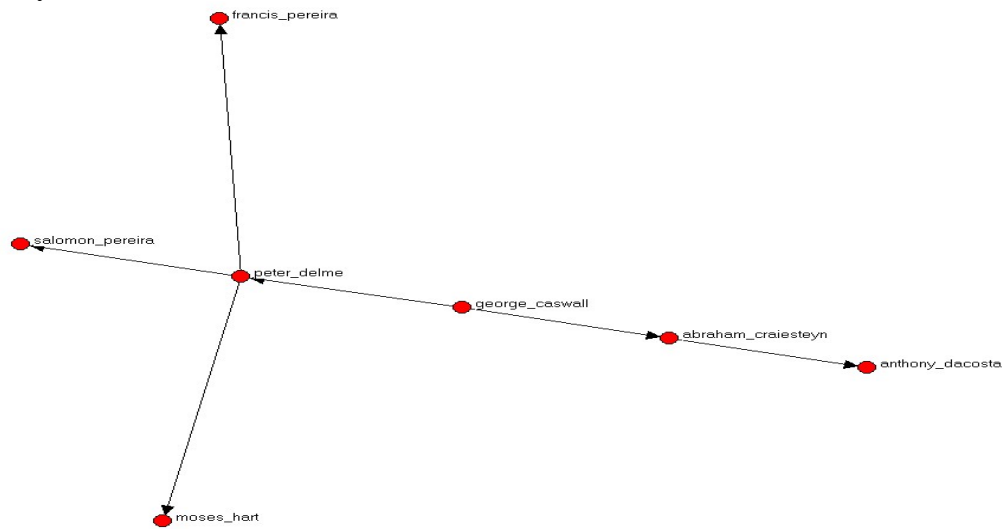 francis_pereira
salomon_pereira
peter_delme
george_caswall
abraham_craiesteyn
anthony_dacosta
moses_hart